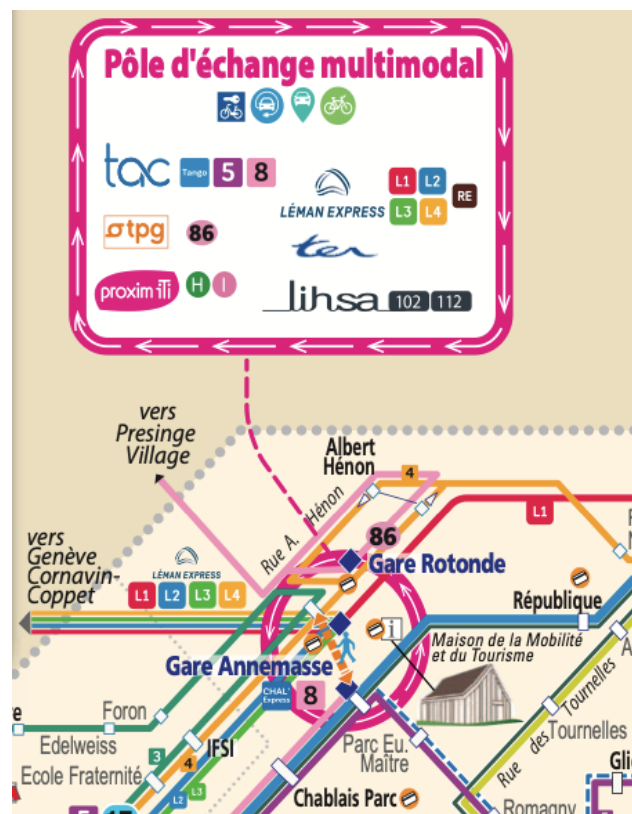 Pôle d'échange multimodal
tac Tango 5 8
LÉMAN EXPRESS L1 L2 L3 L4 RE
tpg 86
ter
proxim iTi H I
lihsa 102 112
vers
Presinge
Village
Albert
Hénon
4
Rue A. Hénon
86
L1
vers
Genève
Cornavin-
Coppet
LÉMAN EXPRESS
L1 L2 L3 L4
Gare Rotonde
République
i
Maison de la Mobilité
et du Tourisme
Gare Annemasse
CHAL'
Express
8
Foron
Edelweiss
IFSI
3
4
Ecole Fraternité
L2
L3
Parc Eu.
Maître
Chablais Parc
Rue des Tournelles
Tournelles
Gli
Romagny